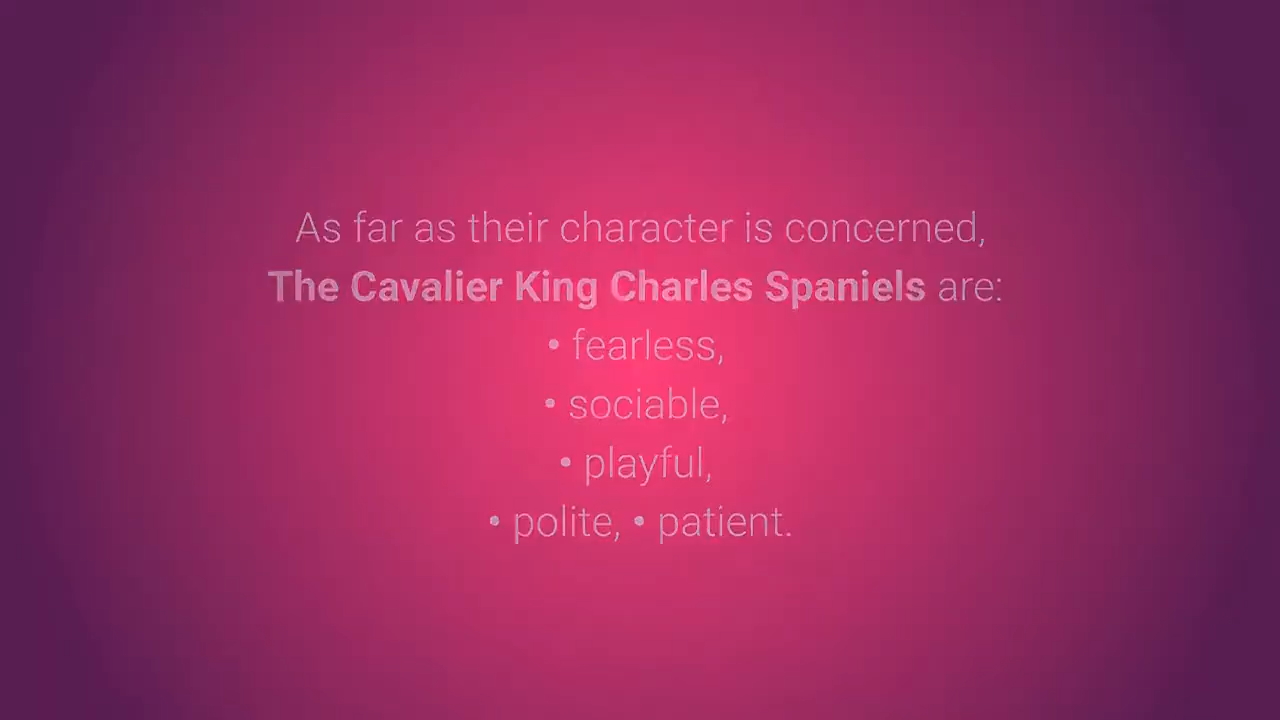 As far as their character is concerned,
The Cavalier King Charles Spaniels are:
• fearless,
• sociable,
• playful,
• polite, • patient.